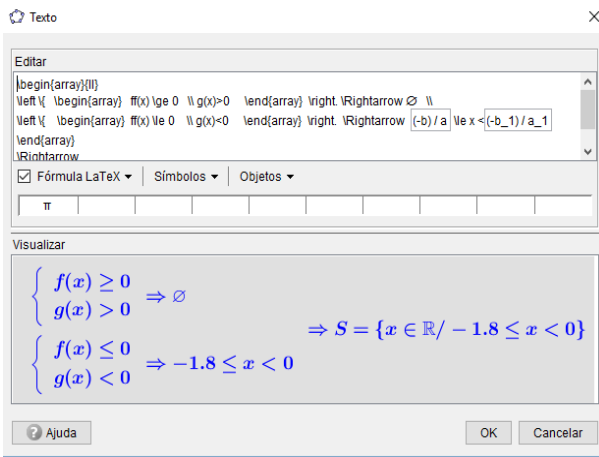 Texto
Editar
\begin{array}{ll}
\left \{ \begin{array} ff(x) \ge 0 \\ g(x)>0 \end{array} \right. \Rightarrow ∅ \\
\left \{ \begin{array} ff(x) \le 0 \\ g(x)<0 \end{array} \right. \Rightarrow (-b) / a \le x < (-b_1) / a_1
\end{array}
\Rightarrow
Fórmula LaTeX Símbolos Objetos
π
Visualizar
f(x) ≥ 0
g(x) > 0
⇒ ∅
f(x) ≤ 0
g(x) < 0
⇒ −1.8 ≤ x < 0
⇒ S = {x ∈ ℝ/ − 1.8 ≤ x < 0}
Ajuda OK Cancelar